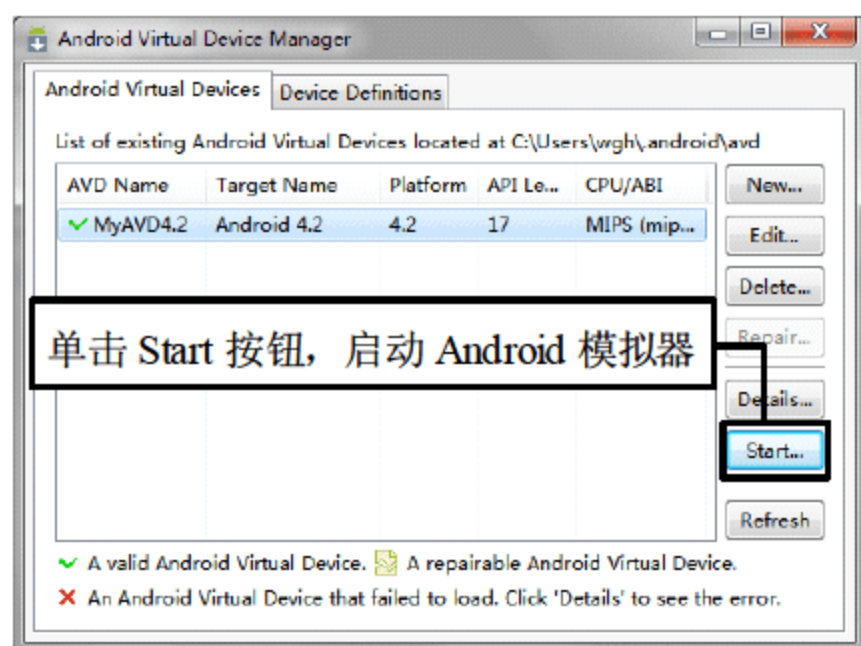 Android Virtual Device Manager
Android Virtual Devices Device Definitions
List of existing Android Virtual Devices located at C:\Users\wgh\.android\avd
AVD Name Target Name Platform API Le... CPU/ABI New...
MyAVD4.2 Android 4.2 4.2 17 MIPS (mip... Edit...
Delete...
单击 Start 按钮，启动 Android 模拟器 Repair...
Details...
Start...
Refresh
A valid Android Virtual Device. A repairable Android Virtual Device.
An Android Virtual Device that failed to load. Click 'Details' to see the error.